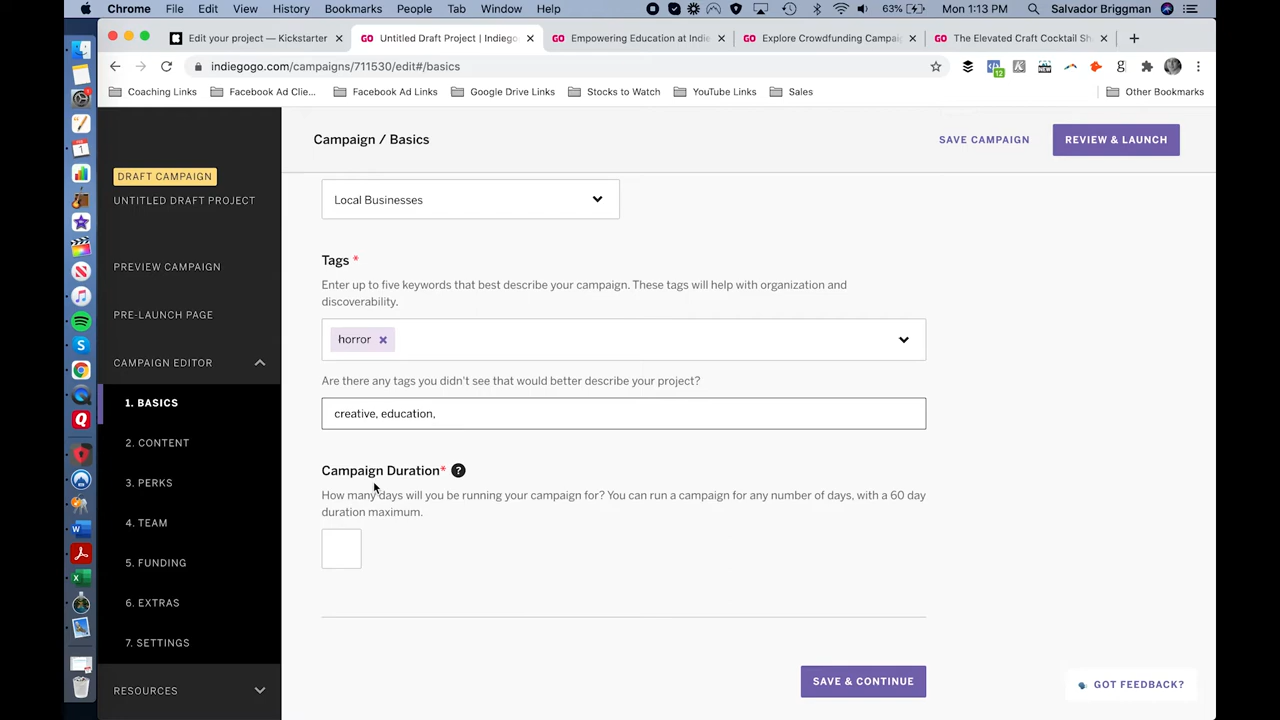 Chrome File Edit View History Bookmarks People Tab Window Help 63% Mon 1:13 PM Salvador Briggman
Edit your project — Kickstarter Untitled Draft Project | Indiego Empowering Education at Indie Explore Crowdfunding Campaig The Elevated Craft Cocktail Sh
indiegogo.com/campaigns/711530/edit#/basics
Coaching Links Facebook Ad Clie... Facebook Ad Links Google Drive Links Stocks to Watch YouTube Links Sales Other Bookmarks
Campaign / Basics
SAVE CAMPAIGN
REVIEW & LAUNCH
DRAFT CAMPAIGN
UNTITLED DRAFT PROJECT
PREVIEW CAMPAIGN
PRE-LAUNCH PAGE
CAMPAIGN EDITOR
1. BASICS
2. CONTENT
3. PERKS
4. TEAM
5. FUNDING
6. EXTRAS
7. SETTINGS
RESOURCES
Local Businesses
Tags *
Enter up to five keywords that best describe your campaign. These tags will help with organization and
discoverability.
horror ×
Are there any tags you didn't see that would better describe your project?
creative, education,
Campaign Duration* ?
How many days will you be running your campaign for? You can run a campaign for any number of days, with a 60 day
duration maximum.
SAVE & CONTINUE
GOT FEEDBACK?